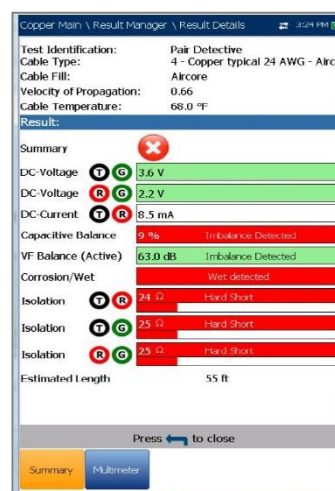 Copper Main \ Result Manager \ Result Details 3:24 PM
Test Identification: Pair Detective
Cable Type: 4 - Copper typical 24 AWG - Airc
Cable Fill: Aircore
Velocity of Propagation: 0.66
Cable Temperature: 68.0 °F
Result:
Summary
DC-Voltage T G 3.6 V
DC-Voltage R G 2.2 V
DC-Current T R 8.5 mA
Capacitive Balance 9 % Imbalance Detected
VF Balance (Active) 63.0 dB Imbalance Detected
Corrosion/Wet Wet detected
Isolation T R 24 Ω Hard Short
Isolation T G 25 Ω Hard Short
Isolation R G 25 Ω Hard Short
Estimated Length 55 ft
Press to close
Summary Multimeter